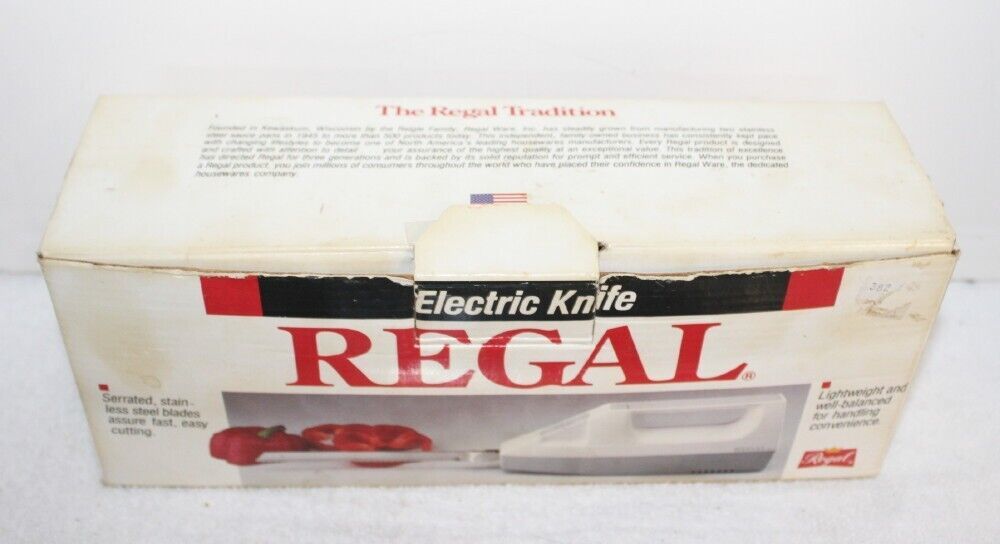 The Regal Tradition
Founded in Kewaskum, Wisconsin by the Reigle Family, Regal Ware, Inc. has steadily grown from manufacturing two stainless
steel sauce pans in 1945 to more than 500 products today. This independent, family owned business has consistently kept pace
with changing lifestyles to become one of North America's leading housewares manufacturers. Every Regal product is designed
and crafted with attention to detail your assurance of the highest quality at an exceptional value. This tradition of excellence
has directed Regal for three generations and is backed by its solid reputation for prompt and efficient service. When you purchase
a Regal product, you join millions of consumers throughout the world who have placed their confidence in Regal Ware, the dedicated
housewares company.
Electric Knife
382
REGAL®
Serrated, stain-
less steel blades
assure fast, easy
cutting.
Lightweight and
well-balanced
for handling
convenience.
Regal